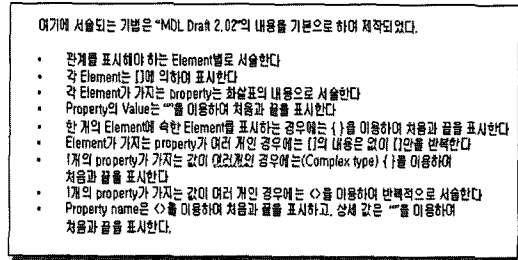 여기에 서술되는 기법은 "MDL Draft 2.02"의 내용을 기본으로 하여 제작되었다.
• 관계를 표시해야 하는 Element별로 서술한다
• 각 Element는 []에 의하여 표시한다
• 각 Element가 가지는 property는 화살표의 내용으로 서술한다
• Property의 Value는 ""을 이용하여 처음과 끝을 표시한다
• 한 개의 Element에 속한 Element를 표시하는 경우에는 { }을 이용하여 처음과 끝을 표시한다
• Element가 가지는 property가 여러 개인 경우에는 []의 내용은 없이 []만을 반복한다
• 1개의 property가 가지는 값이 여러개인 경우에는(Complex type) { }를 이용하여
처음과 끝을 표시한다
• 1개의 property가 가지는 값이 여러 개인 경우에는 <>를 이용하여 반복적으로 서술한다
• Property name은 <>를 이용하여 처음과 끝을 표시하고, 상세 값은 ""을 이용하여
처음과 끝을 표시한다.